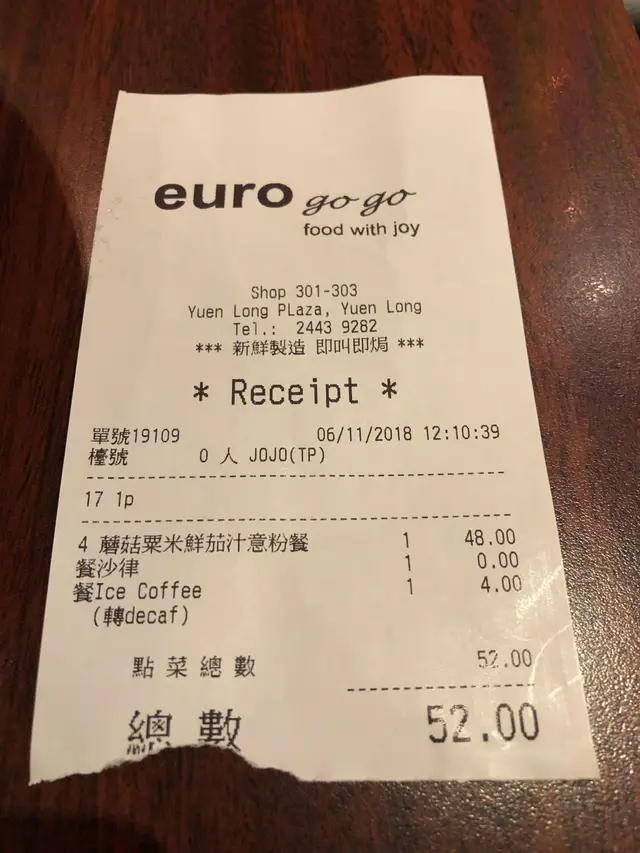 euro go go
food with joy
Shop 301-303
Yuen Long PLaza, Yuen Long
Tel.: 2443 9282
*** 新鮮製造 即叫即焗 ***
* Receipt *
單號19109 06/11/2018 12:10:39
檯號 0 人 JOJO(TP)
17 1p
4 蘑菇粟米鮮茄汁意粉餐 1 48.00
餐沙律 1 0.00
餐Ice Coffee 1 4.00
(轉decaf)
點菜總數 52.00
總數 52.00